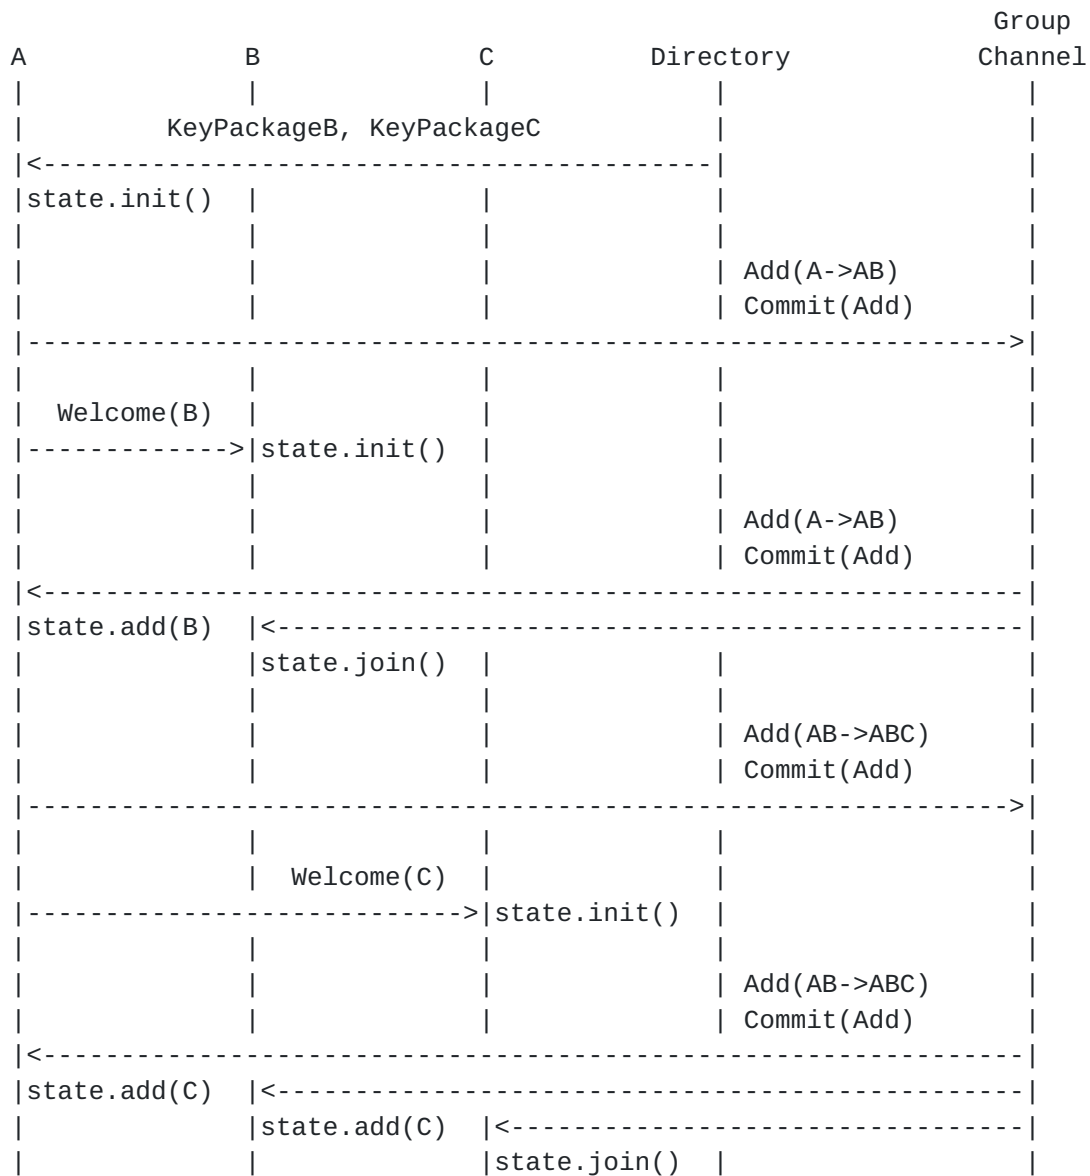 Group
A B C Directory Channel
KeyPackageB, KeyPackageC
state.init()
Add(A->AB)
Commit(Add)
Welcome(B)
state.init()
Add(A->AB)
Commit(Add)
state.add(B)
state.join()
Add(AB->ABC)
Commit(Add)
Welcome(C)
state.init()
Add(AB->ABC)
Commit(Add)
state.add(C)
state.add(C)
state.join()